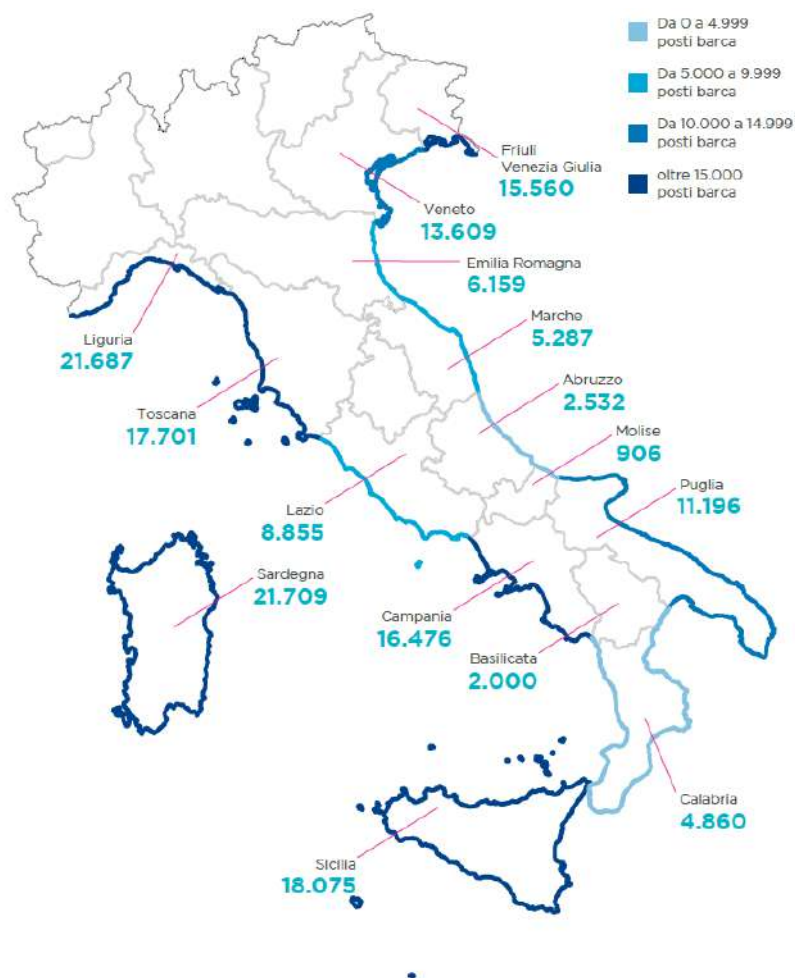 Da 0 a 4.999
posti barca
Da 5.000 a 9.999
posti barca
Da 10.000 a 14.999
posti barca
oltre 15.000
posti barca
Friuli
Venezia Giulia
15.560
Veneto
13.609
Emilia Romagna
6.159
Marche
5.287
Liguria
21.687
Abruzzo
2.532
Toscana
17.701
Molise
906
Puglia
11.196
Lazio
8.855
Sardegna
21.709
Campania
16.476
Basilicata
2.000
Calabria
4.860
Sicilia
18.075